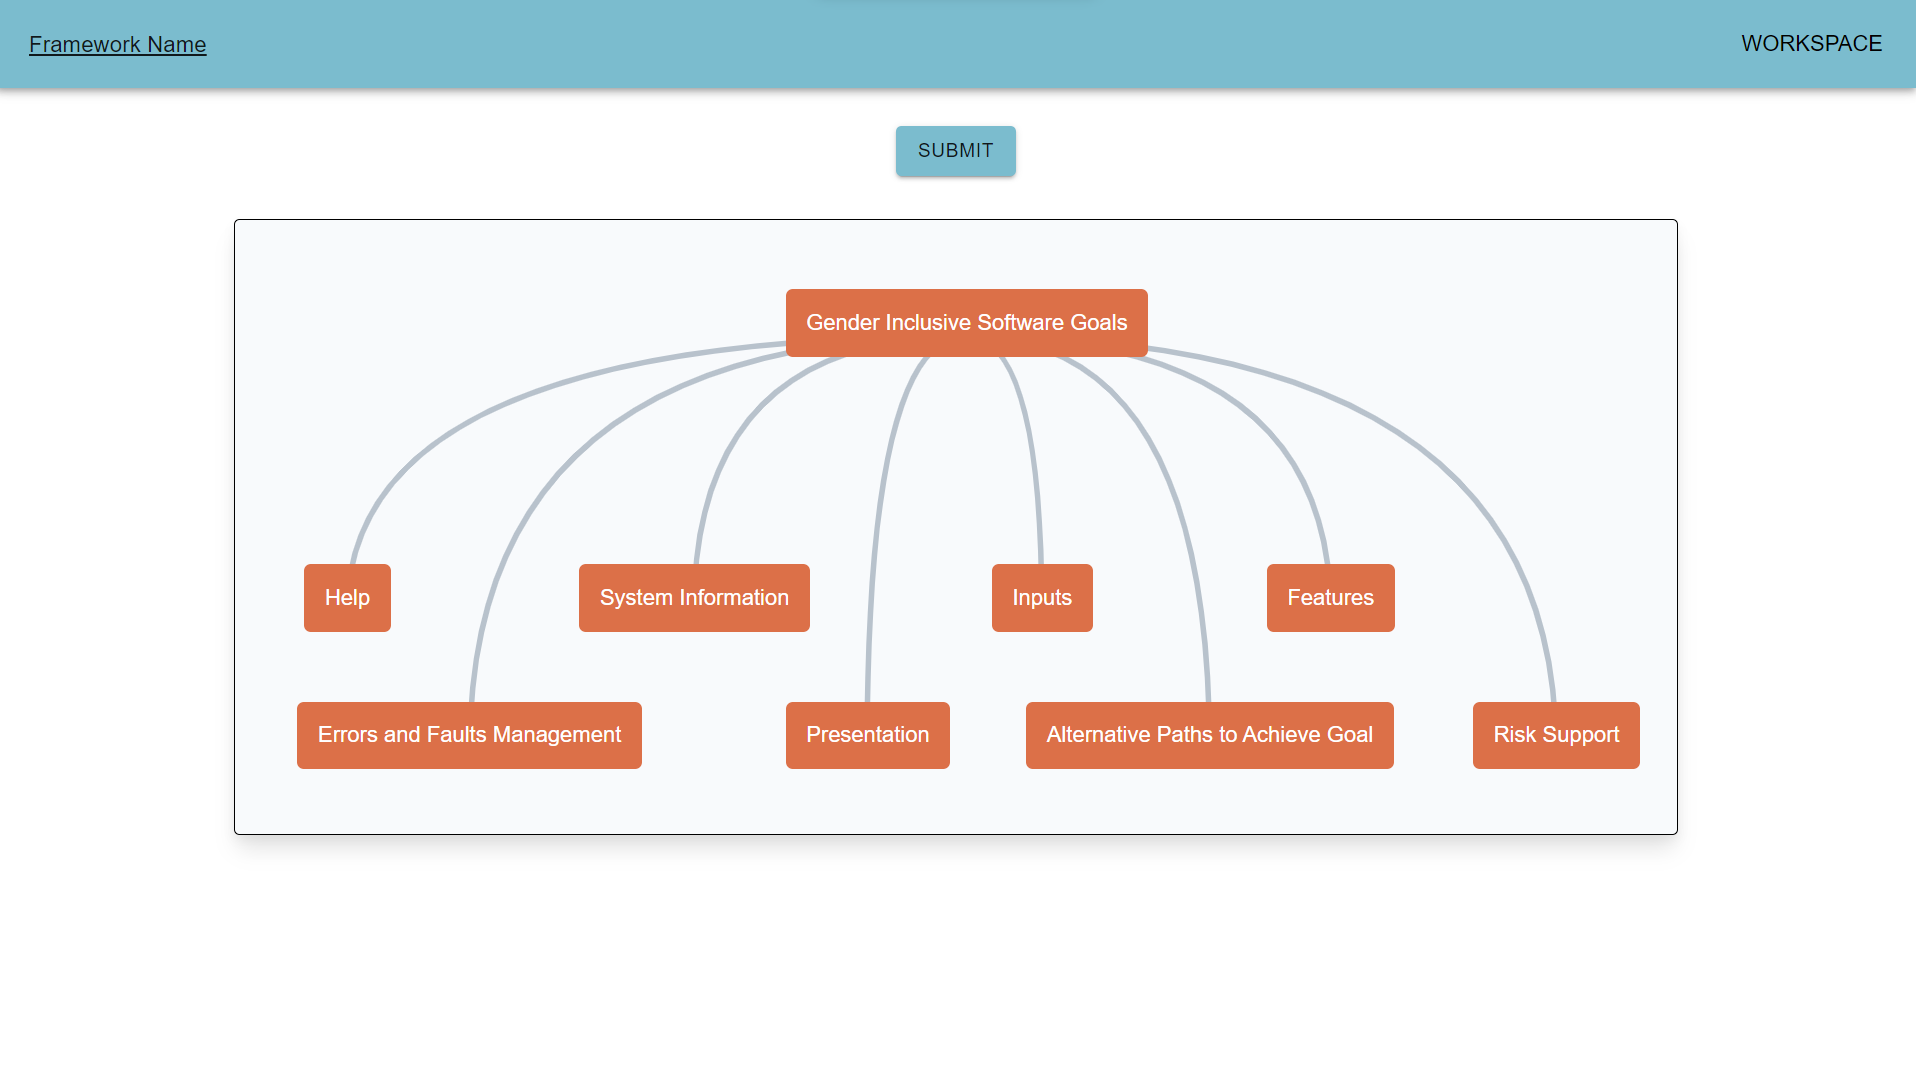 Framework Name
WORKSPACE
SUBMIT
Gender Inclusive Software Goals
Help
System Information
Inputs
Features
Errors and Faults Management
Presentation
Alternative Paths to Achieve Goal
Risk Support